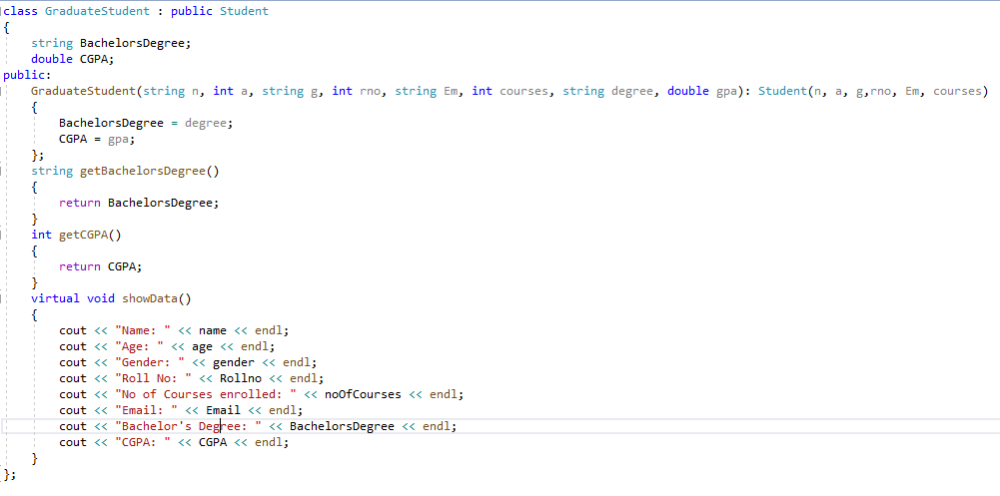 class GraduateStudent : public Student
{
    string BachelorsDegree;
    double CGPA;
public:
    GraduateStudent(string n, int a, string g, int rno, string Em, int courses, string degree, double gpa): Student(n, a, g,rno, Em, courses)
    {
        BachelorsDegree = degree;
        CGPA = gpa;
    };
    string getBachelorsDegree()
    {
        return BachelorsDegree;
    }
    int getCGPA()
    {
        return CGPA;
    }
    virtual void showData()
    {
        cout << "Name: " << name << endl;
        cout << "Age: " << age << endl;
        cout << "Gender: " << gender << endl;
        cout << "Roll No: " << Rollno << endl;
        cout << "No of Courses enrolled: " << noOfCourses << endl;
        cout << "Email: " << Email << endl;
        cout << "Bachelor's Degree: " << BachelorsDegree << endl;
        cout << "CGPA: " << CGPA << endl;
    }
};